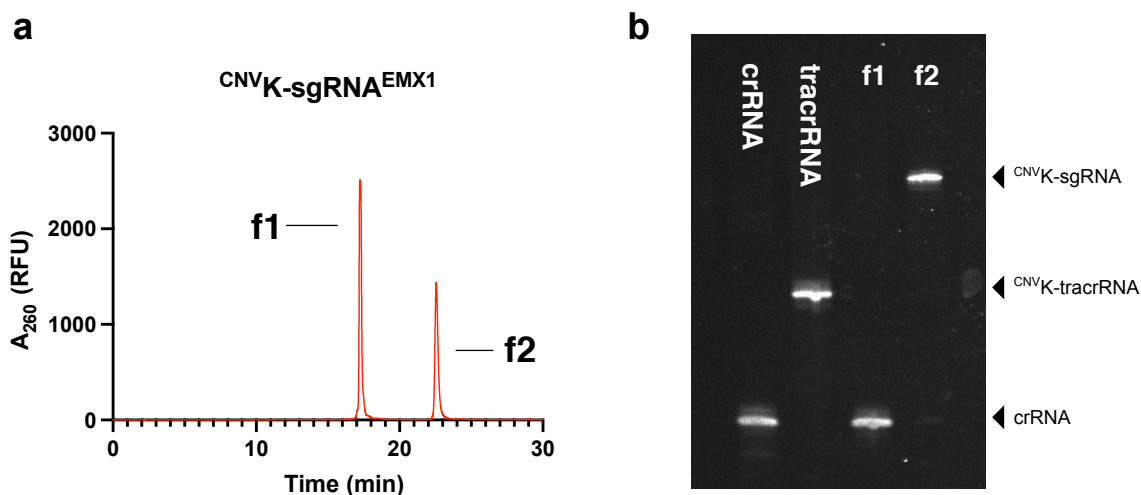 a
CNVK-sgRNAEMX1
3000
2000
1000
0
A260 (RFU)
f1
f2
0 10 20 30
Time (min)
b
crRNA tracrRNA f1 f2
CNVK-sgRNA
CNVK-tracrRNA
crRNA